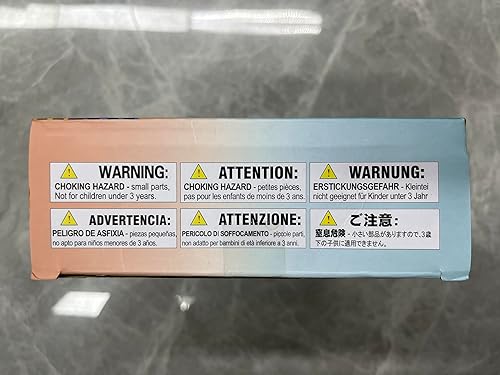 WARNING:
CHOKING HAZARD - small parts,
Not for children under 3 years.
ATTENTION:
CHOKING HAZARD - petites pièces,
pas pour les enfants de moins de 3 ans.
WARNUNG:
ERSTICKUNGSGEFAHR - Kleintei
nicht geeignet für Kinder unter 3 Jahr
ADVERTENCIA:
PELIGRO DE ASFIXIA - piezas pequeñas,
no apto para niños menores de 3 años.
ATTENZIONE:
PERICOLO DI SOFFOCAMENTO - piccole parti,
non adatto per bambini di età inferiore a 3 anni.
ご注意:
窒息危険 - 小さい部品がありますので、3歳
下の子供に適用できません。